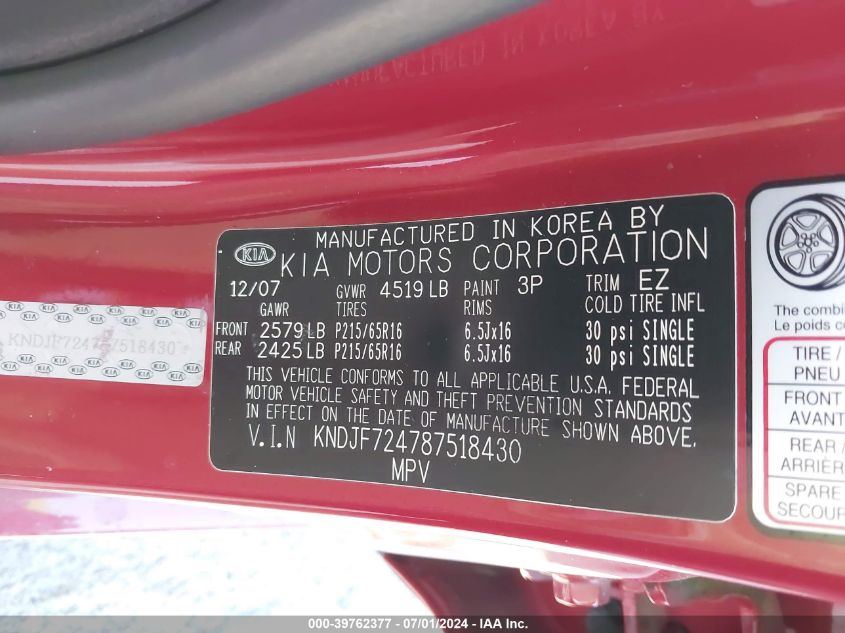 MANUFACTURED IN KOREA BY
KIA KIA MOTORS CORPORATION
12/07 GVWR 4519 LB PAINT 3P TRIM EZ
GAWR TIRES RIMS COLD TIRE INFL
FRONT 2579 LB P215/65R16 6.5Jx16 30 psi SINGLE
REAR 2425 LB P215/65R16 6.5Jx16 30 psi SINGLE
THIS VEHICLE CONFORMS TO ALL APPLICABLE U.S.A. FEDERAL
MOTOR VEHICLE SAFETY AND THEFT PREVENTION STANDARDS
IN EFFECT ON THE DATE OF MANUFACTURE SHOWN ABOVE.
V.I.N KNDJF724787518430
MPV
KNDJF724787518430
The combin
Le poids co
TIRE /
PNEU
FRONT
AVANT
REAR /
ARRIÈR
SPARE
SECOUR
000-39762377 - 07/01/2024 - IAA Inc.